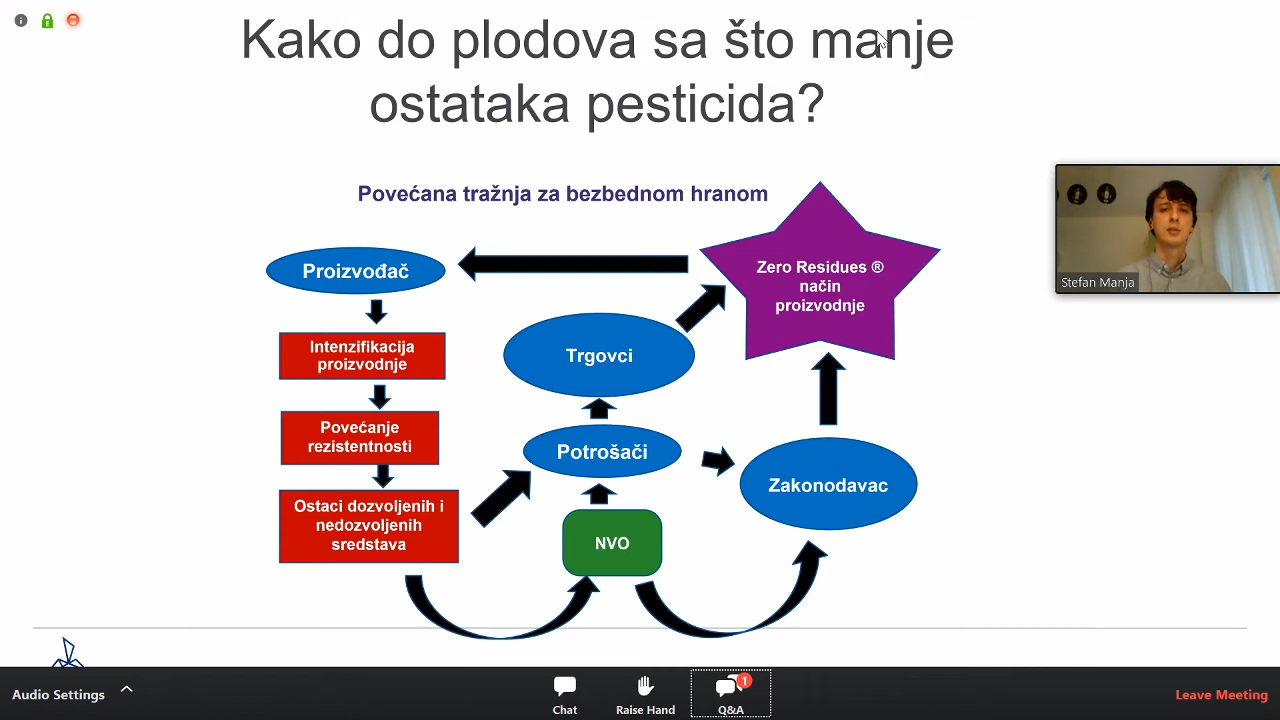 Kako do plodova sa što manje
ostataka pesticida?
Povećana tražnja za bezbednom hranom
Proizvođač
Zero Residues ®
način
proizvodnje
Intenzifikacija
proizvodnje
Trgovci
Povećanje
rezistentnosti
Potrošači
Zakonodavac
Ostaci dozvoljenih i
nedozvoljenih
sredstava
NVO
Stefan Manja
Audio Settings
Chat
Raise Hand
1
Q&A
Leave Meeting